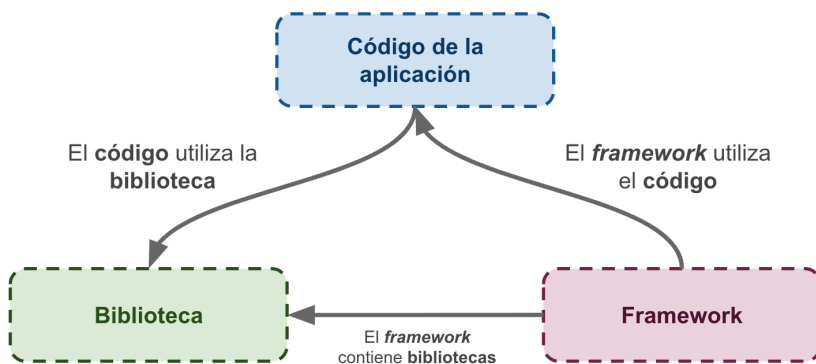 Código de la
aplicación
El código utiliza la
biblioteca
El framework utiliza
el código
Biblioteca
Framework
El framework
contiene bibliotecas